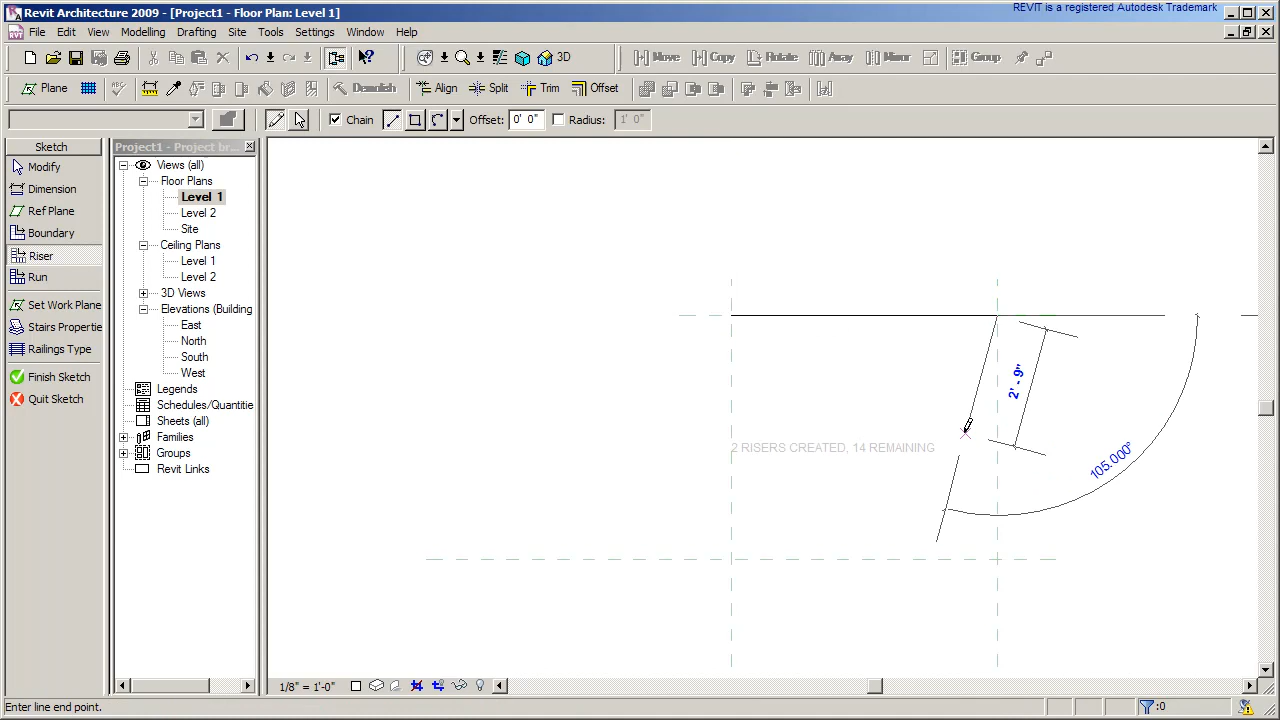 Revit Architecture 2009 - [Project1 - Floor Plan: Level 1]
REVIT is a registered Autodesk Trademark
File Edit View Modelling Drafting Site Tools Settings Window Help
3D Move Copy Rotate Array Mirror Group
Plane Demolish Align Split Trim Offset
Chain Offset: 0' 0" Radius: 1' 0"
Sketch
Modify
Dimension
Ref Plane
Boundary
Riser
Run
Set Work Plane
Stairs Propertie
Railings Type
Finish Sketch
Quit Sketch
Project1 - Project br...
Views (all)
Floor Plans
Level 1
Level 2
Site
Ceiling Plans
Level 1
Level 2
3D Views
Elevations (Building
East
North
South
West
Legends
Schedules/Quantitie
Sheets (all)
Families
Groups
Revit Links
2' - 9"
105.000°
2 RISERS CREATED, 14 REMAINING
1/8" = 1'-0"
Enter line end point.
:0